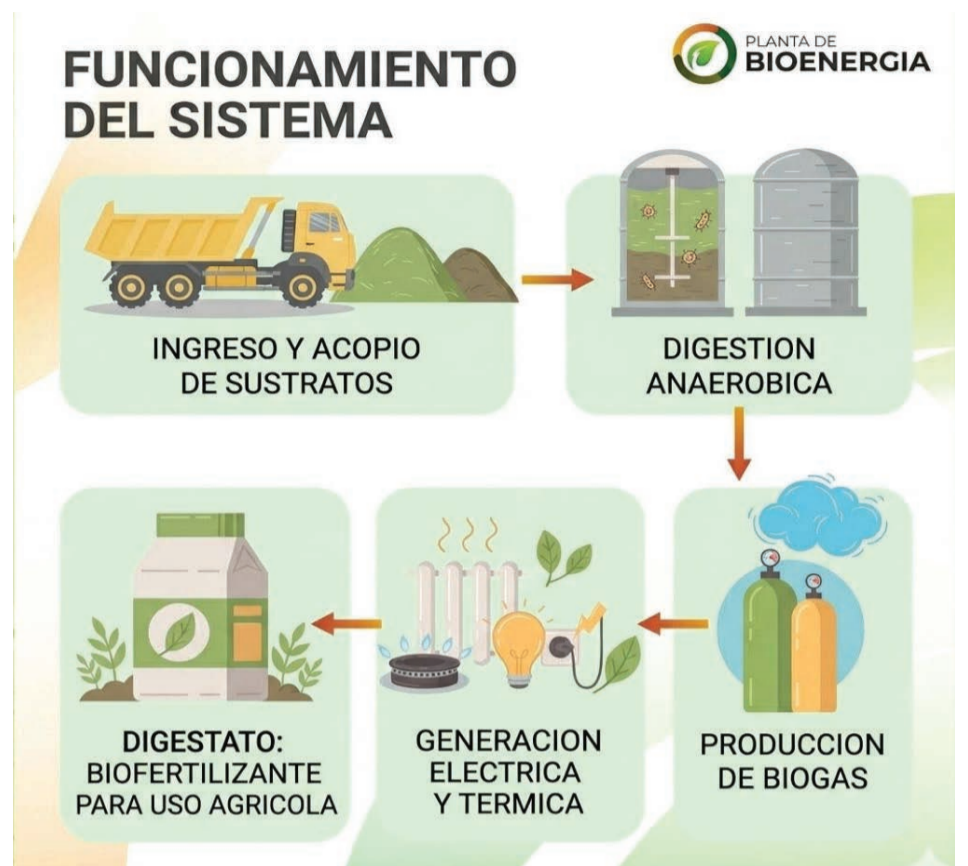 FUNCIONAMIENTO
DEL SISTEMA
PLANTA DE
BIOENERGIA
INGRESO Y ACOPIO
DE SUSTRATOS
DIGESTION
ANAEROBICA
PRODUCCION
DE BIOGAS
GENERACION
ELECTRICA
Y TERMICA
DIGESTATO:
BIOFERTILIZANTE
PARA USO AGRICOLA